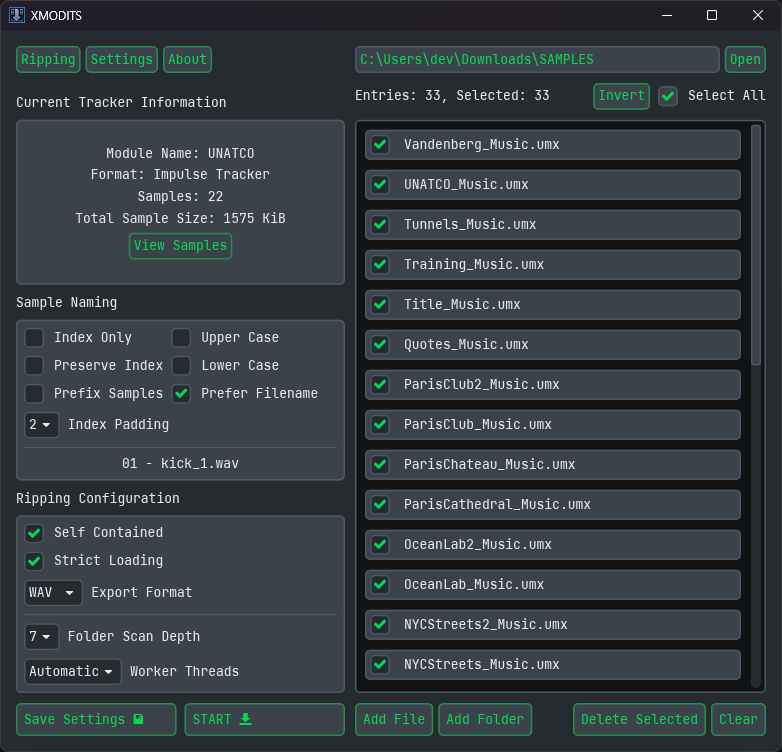 XMODITS
Ripping Settings About
C:\Users\dev\Downloads\SAMPLES Open
Current Tracker Information
Entries: 33, Selected: 33 Invert Select All
Module Name: UNATCO
Format: Impulse Tracker
Samples: 22
Total Sample Size: 1575 KiB
View Samples
Sample Naming
Index Only Upper Case
Preserve Index Lower Case
Prefix Samples Prefer Filename
2 Index Padding
01 - kick_1.wav
Ripping Configuration
Self Contained
Strict Loading
WAV Export Format
7 Folder Scan Depth
Automatic Worker Threads
Save Settings START
Vandenberg_Music.umx
UNATCO_Music.umx
Tunnels_Music.umx
Training_Music.umx
Title_Music.umx
Quotes_Music.umx
ParisClub2_Music.umx
ParisClub_Music.umx
ParisChateau_Music.umx
ParisCathedral_Music.umx
OceanLab2_Music.umx
OceanLab_Music.umx
NYCStreets2_Music.umx
NYCStreets_Music.umx
Add File Add Folder Delete Selected Clear